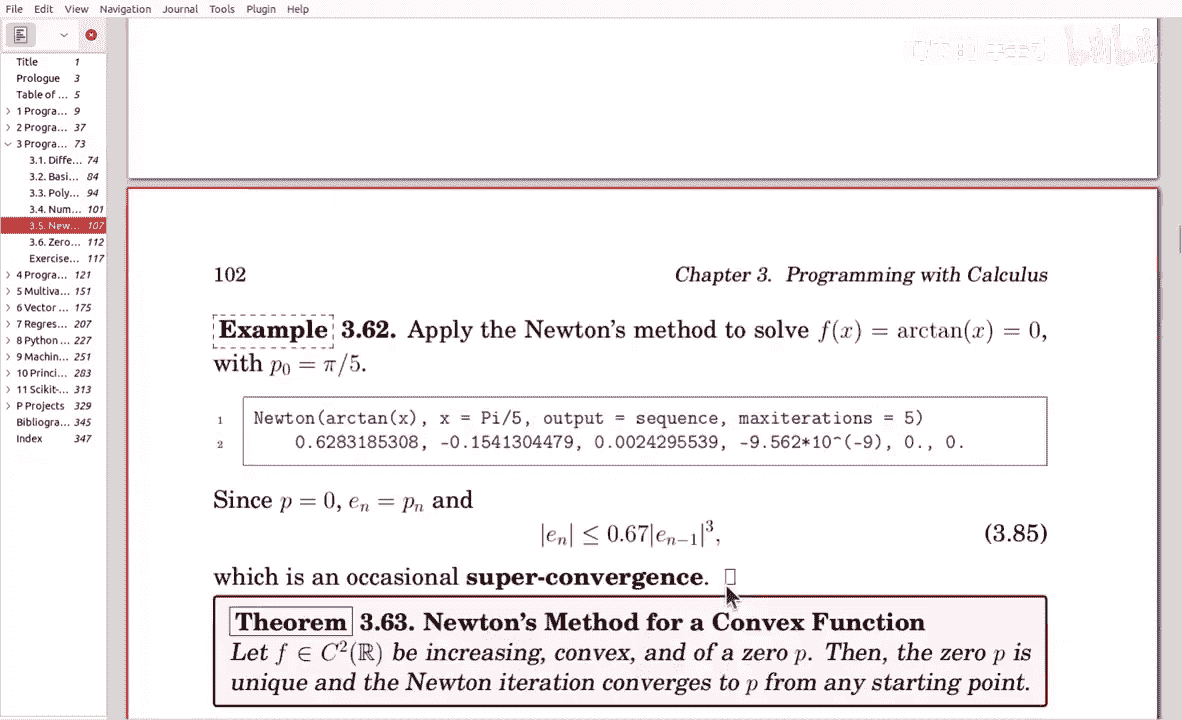 File Edit View Navigation Journal Tools Plugin Help
Title 1
Prologue 3
Table of ... 5
1 Progra... 9
2 Progra... 37
3 Progra... 73
3.1. Diffe... 74
3.2. Basi... 84
3.3. Poly... 94
3.4. Num... 101
3.5. New... 107
3.6. Zero... 112
Exercise... 117
4 Progra... 121
5 Multiva... 151
6 Vector ... 175
7 Regres... 207
8 Python ... 227
9 Machin... 251
10 Princi... 283
11 Scikit-... 313
P Projects 329
Bibliogra... 345
Index 347
102 Chapter 3. Programming with Calculus
Example 3.62. Apply the Newton's method to solve f(x) = arctan(x) = 0,
with p₀ = π/5.
1 Newton(arctan(x), x = Pi/5, output = sequence, maxiterations = 5)
2 0.6283185308, -0.1541304479, 0.0024295539, -9.562*10^(-9), 0., 0.
Since p = 0, eₙ = pₙ and
|eₙ| ≤ 0.67|eₙ₋₁|³, (3.85)
which is an occasional super-convergence. □
Theorem 3.63. Newton's Method for a Convex Function
Let f ∈ C²(ℝ) be increasing, convex, and of a zero p. Then, the zero p is
unique and the Newton iteration converges to p from any starting point.